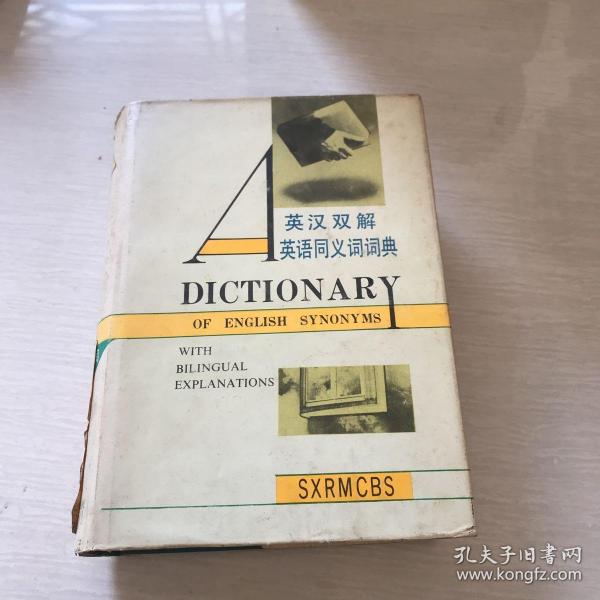 A
英汉双解
英语同义词词典
DICTIONARY
OF ENGLISH SYNONYMS
WITH
BILINGUAL
EXPLANATIONS
SXRMCBS
孔夫子旧书网
www.kongfz.com